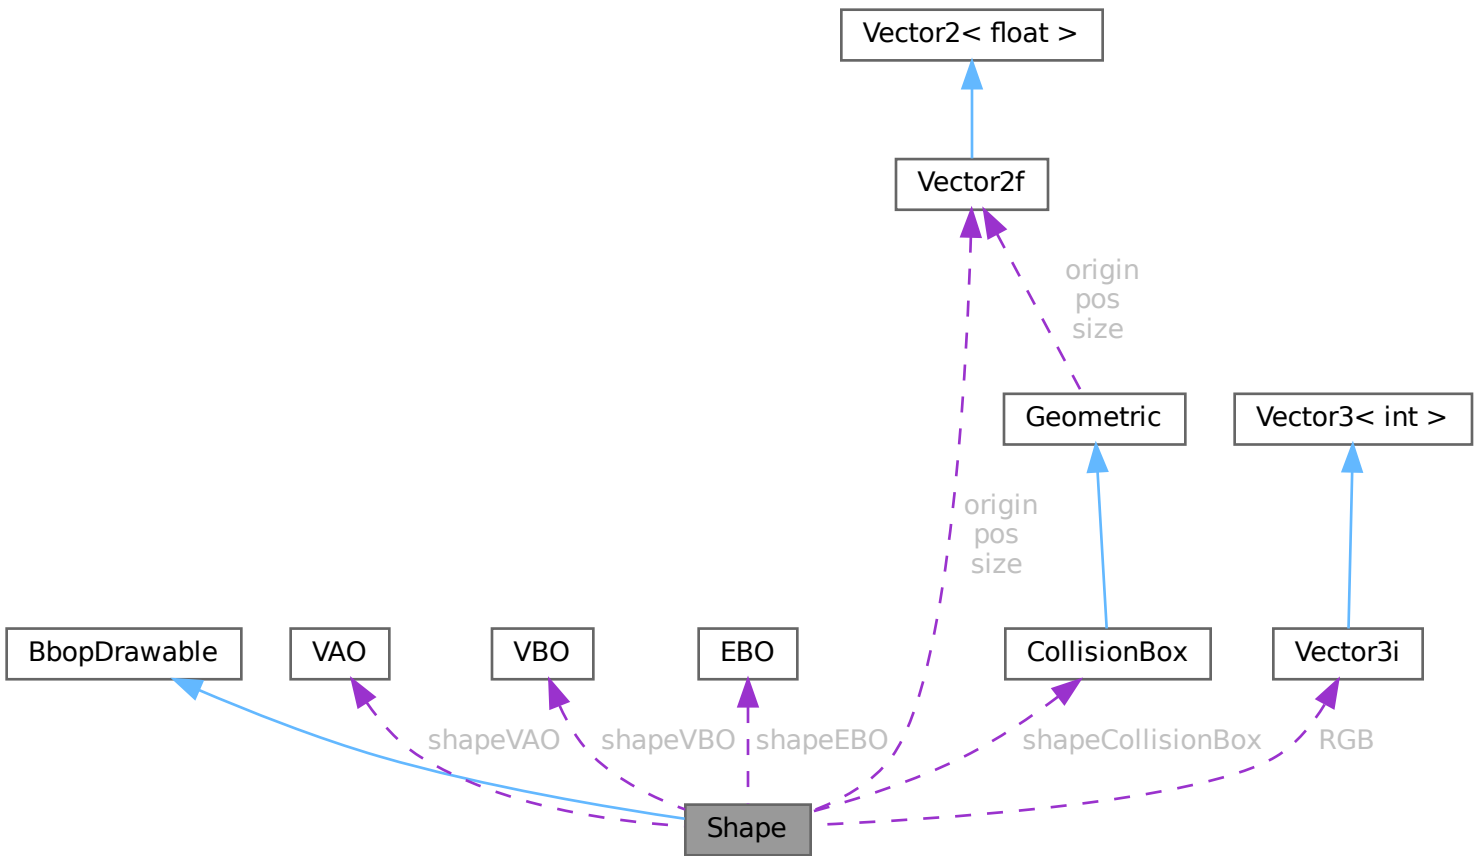 Vector2< float >
Vector2f
origin
pos
size
Geometric
Vector3< int >
origin
pos
size
BbopDrawable
VAO
VBO
EBO
CollisionBox
Vector3i
shapeVAO
shapeVBO
shapeEBO
shapeCollisionBox
RGB
Shape